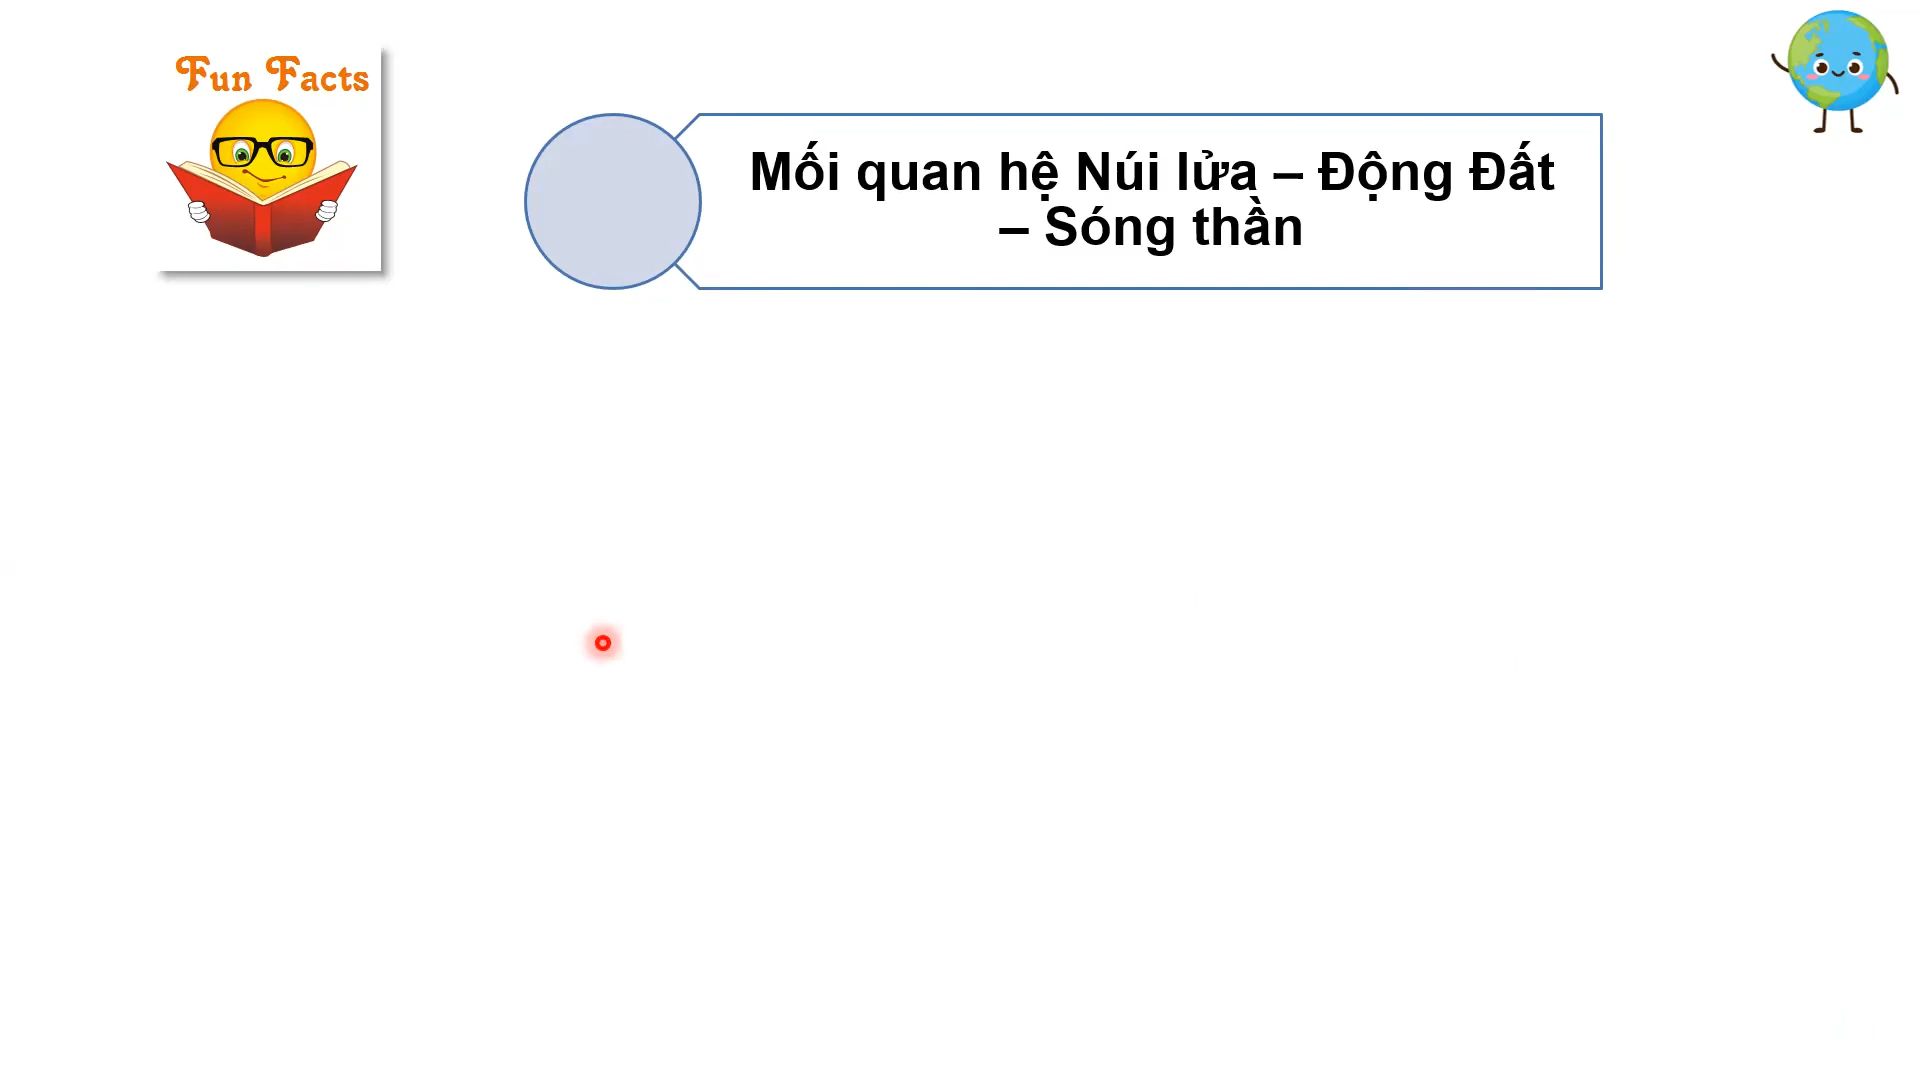 Fun Facts
Mối quan hệ Núi lửa – Động Đất
– Sóng thần